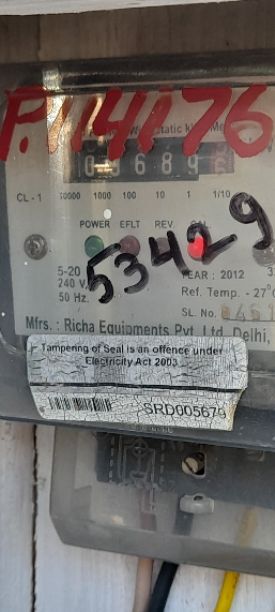 P.114176
CL - 1 10000 1000 100 10 1 1/10
POWER EFLT REV. CAL
53429
5-20
240 V
50 Hz.
YEAR : 2012
Ref. Temp. - 27°
SL. No.
Mfrs. : Richa Equipments Pvt. Ltd. Delhi,
Tampering of Seal is an offence under
Electricity Act 2003
SRD005679